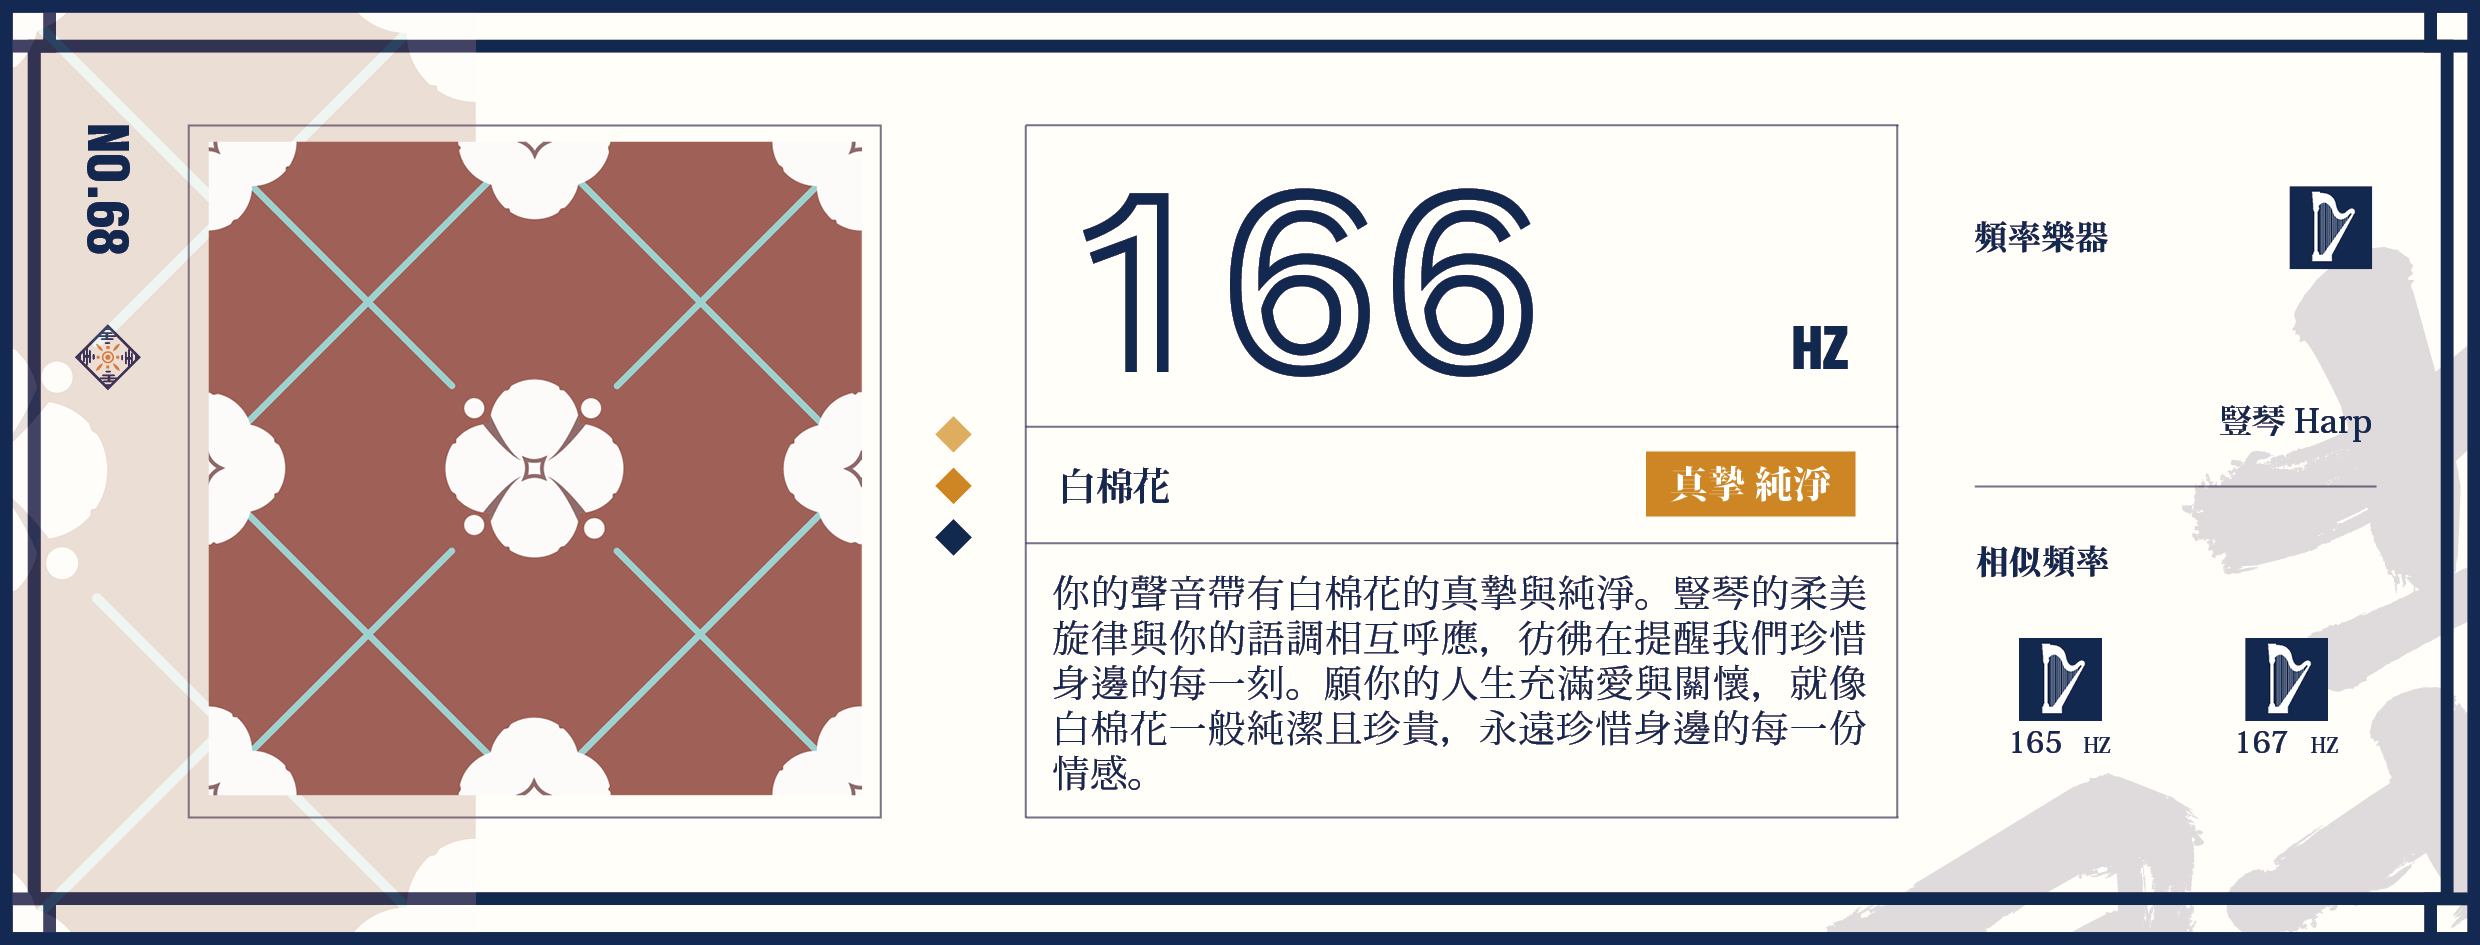 NO.68
166
HZ
白棉花
真摯 純淨
你的聲音帶有白棉花的真摯與純淨。豎琴的柔美
旋律與你的語調相互呼應，彷彿在提醒我們珍惜
身邊的每一刻。願你的人生充滿愛與關懷，就像
白棉花一般純潔且珍貴，永遠珍惜身邊的每一份
情感。
頻率樂器
豎琴 Harp
相似頻率
165 HZ
167 HZ